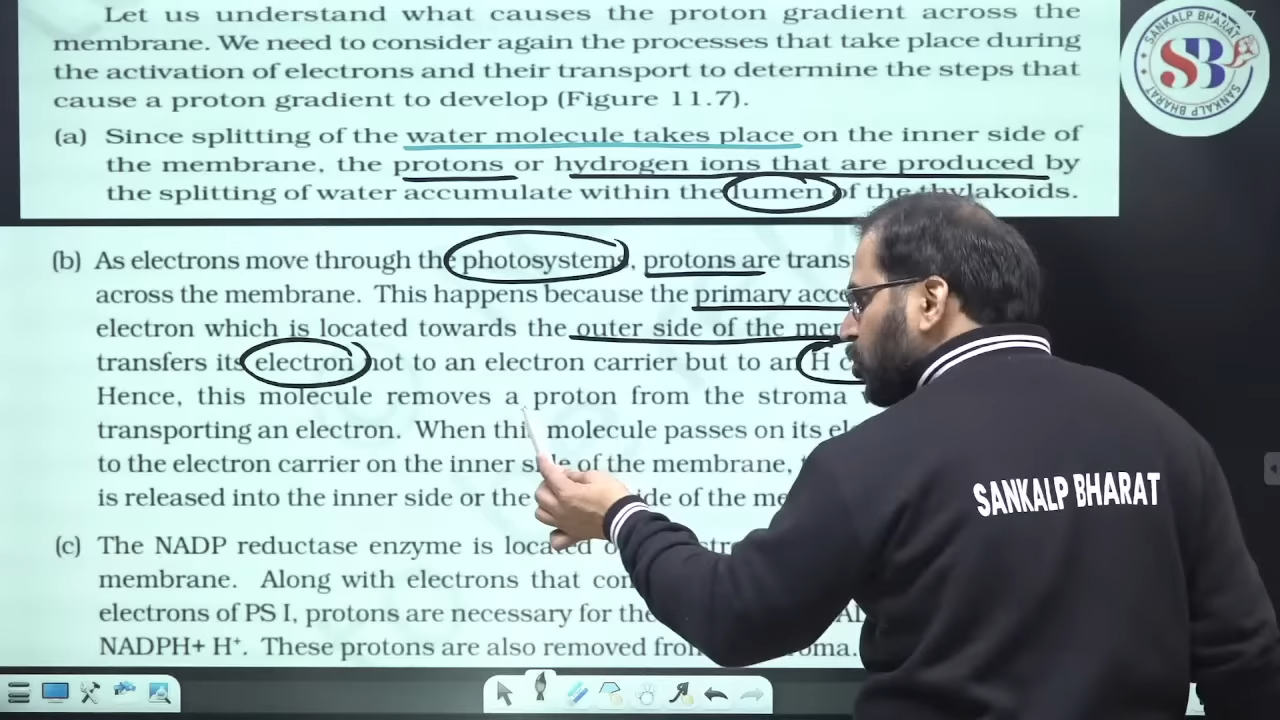 Let us understand what causes the proton gradient across the
membrane. We need to consider again the processes that take place during
the activation of electrons and their transport to determine the steps that
cause a proton gradient to develop (Figure 11.7).
(a) Since splitting of the water molecule takes place on the inner side of
the membrane, the protons or hydrogen ions that are produced by
the splitting of water accumulate within the lumen of the thylakoids.
(b) As electrons move through the photosystems, protons are
across the membrane. This happens because the primary
electron which is located towards the outer side of the
transfers its electron not to an electron carrier but to an H
Hence, this molecule removes a proton from the stroma
transporting an electron. When this molecule passes on its
to the electron carrier on the inner side of the membrane,
is released into the inner side or the side of the
(c) The NADP reductase enzyme is located
membrane. Along with electrons that
electrons of PS I, protons are necessary for the
NADPH+ H⁺. These protons are also removed from
SANKALP BHARAT
SB
SANKALP BHARAT
SANKALP BHARAT